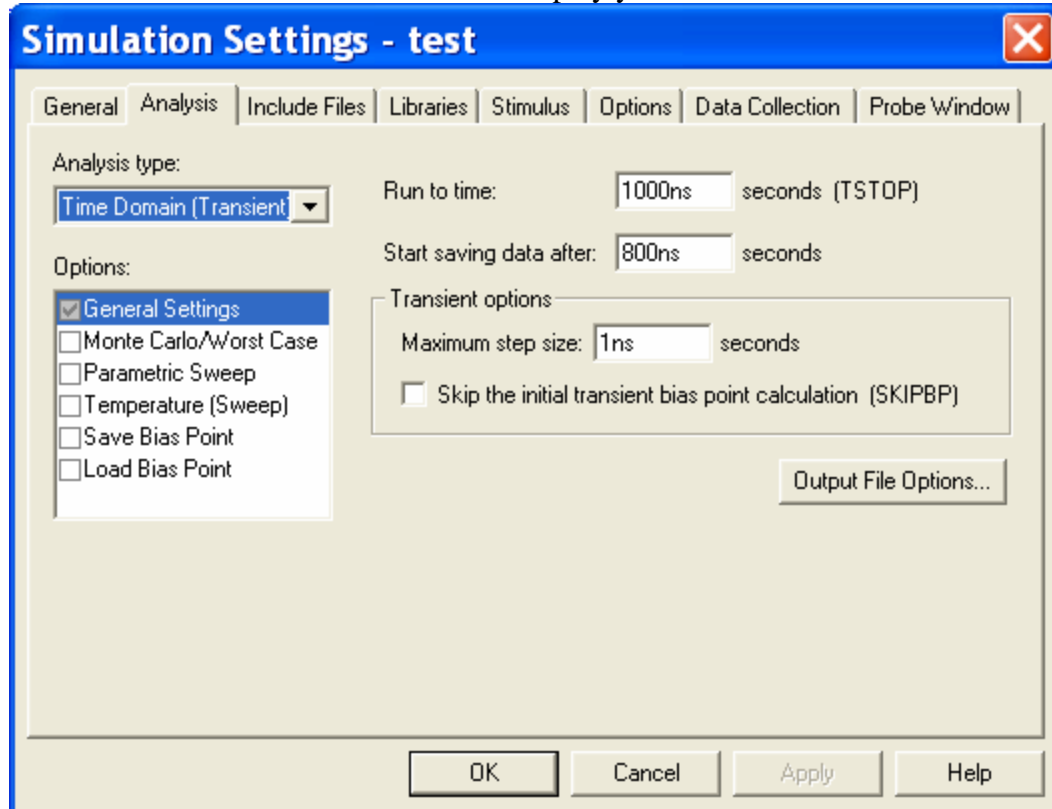 Simulation Settings - test
General Analysis Include Files Libraries Stimulus Options Data Collection Probe Window
Analysis type:
Time Domain (Transient)
Run to time: 1000ns seconds (TSTOP)
Start saving data after: 800ns seconds
Options:
General Settings
Monte Carlo/Worst Case
Parametric Sweep
Temperature (Sweep)
Save Bias Point
Load Bias Point
Transient options
Maximum step size: 1ns seconds
Skip the initial transient bias point calculation (SKIPBP)
Output File Options...
OK Cancel Apply Help